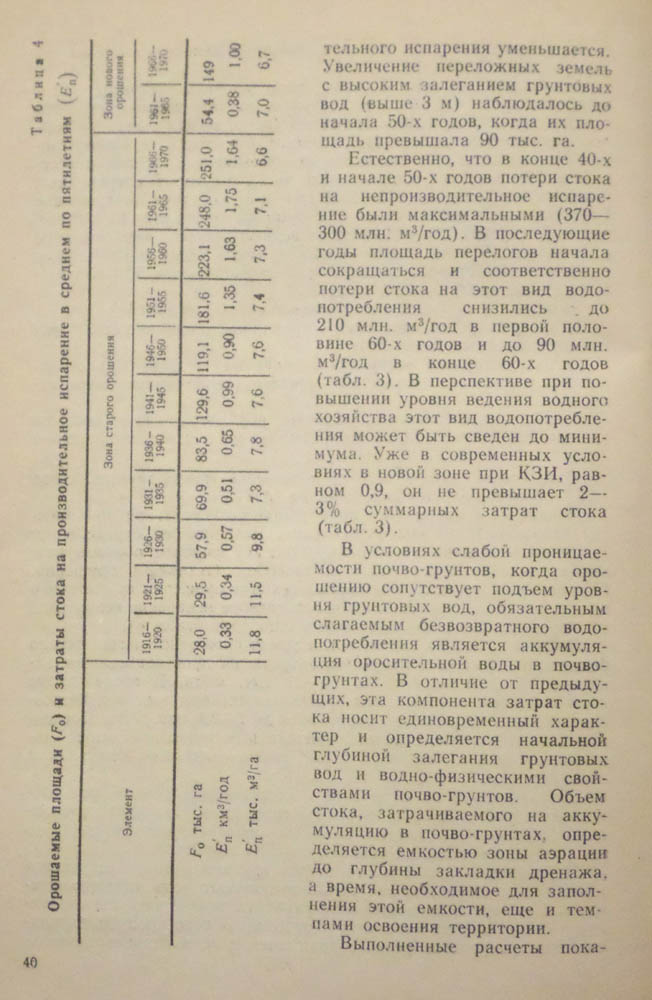 Таблица 4
Орошаемые площади (F₀) и затраты стока на производительное испарение в среднем по пятилетиям (E'ₙ)
Элемент | Зона старого орошения | Зона нового орошения
1916—1920 | 1921—1925 | 1926—1930 | 1931—1935 | 1936—1940 | 1941—1945 | 1946—1950 | 1951—1955 | 1956—1960 | 1961—1965 | 1966—1970 | 1961—1965 | 1966—1970
F₀ тыс. га | 28,0 | 29,5 | 57,9 | 69,9 | 83,5 | 129,6 | 119,1 | 181,6 | 223,1 | 248,0 | 251,0 | 54,4 | 149
E'ₙ км³/год | 0,33 | 0,34 | 0,57 | 0,51 | 0,65 | 0,99 | 0,90 | 1,35 | 1,63 | 1,75 | 1,64 | 0,38 | 1,00
E'ₙ тыс. м³/га | 11,8 | 11,5 | 9,8 | 7,3 | 7,8 | 7,6 | 7,6 | 7,4 | 7,3 | 7,1 | 6,6 | 7,0 | 6,7
тельного испарения уменьшается.
Увеличение переложных земель
с высоким залеганием грунтовых
вод (выше 3 м) наблюдалось до
начала 50-х годов, когда их пло-
щадь превышала 90 тыс. га.
Естественно, что в конце 40-х
и начале 50-х годов потери стока
на непроизводительное испаре-
ние были максимальными (370—
300 млн. м³/год). В последующие
годы площадь перелогов начала
сокращаться и соответственно
потери стока на этот вид водо-
потребления снизились до
210 млн. м³/год в первой поло-
вине 60-х годов и до 90 млн.
м³/год в конце 60-х годов
(табл. 3). В перспективе при по-
вышении уровня ведения водного
хозяйства этот вид водопотребле-
ния может быть сведен до мини-
мума. Уже в современных усло-
виях в новой зоне при КЗИ, рав-
ном 0,9, он не превышает 2—
3% суммарных затрат стока
(табл. 3).
В условиях слабой проницае-
мости почво-грунтов, когда оро-
шению сопутствует подъем уров-
ня грунтовых вод, обязательным
слагаемым безвозвратного водо-
потребления является аккумуля-
ция оросительной воды в почво-
грунтах. В отличие от предыду-
щих, эта компонента затрат сто-
ка носит единовременный харак-
тер и определяется начальной
глубиной залегания грунтовых
вод и водно-физическими свой-
ствами почво-грунтов. Объем
стока, затрачиваемого на акку-
муляцию в почво-грунтах, опре-
деляется емкостью зоны аэрации
до глубины закладки дренажа,
а время, необходимое для запол-
нения этой емкости, еще и тем-
пами освоения территории.
Выполненные расчеты пока-
40